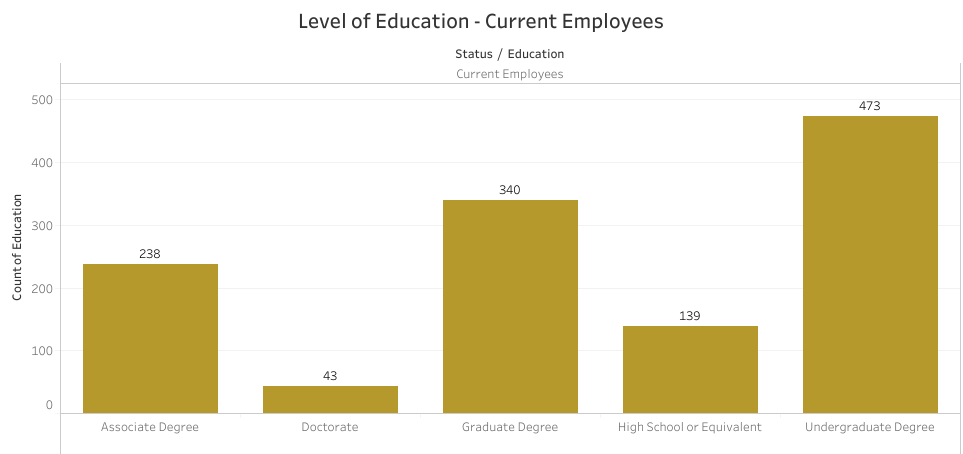 Level of Education - Current Employees
Status / Education
Current Employees
Count of Education
500
400
300
200
100
0
238
43
340
139
473
Associate Degree
Doctorate
Graduate Degree
High School or Equivalent
Undergraduate Degree